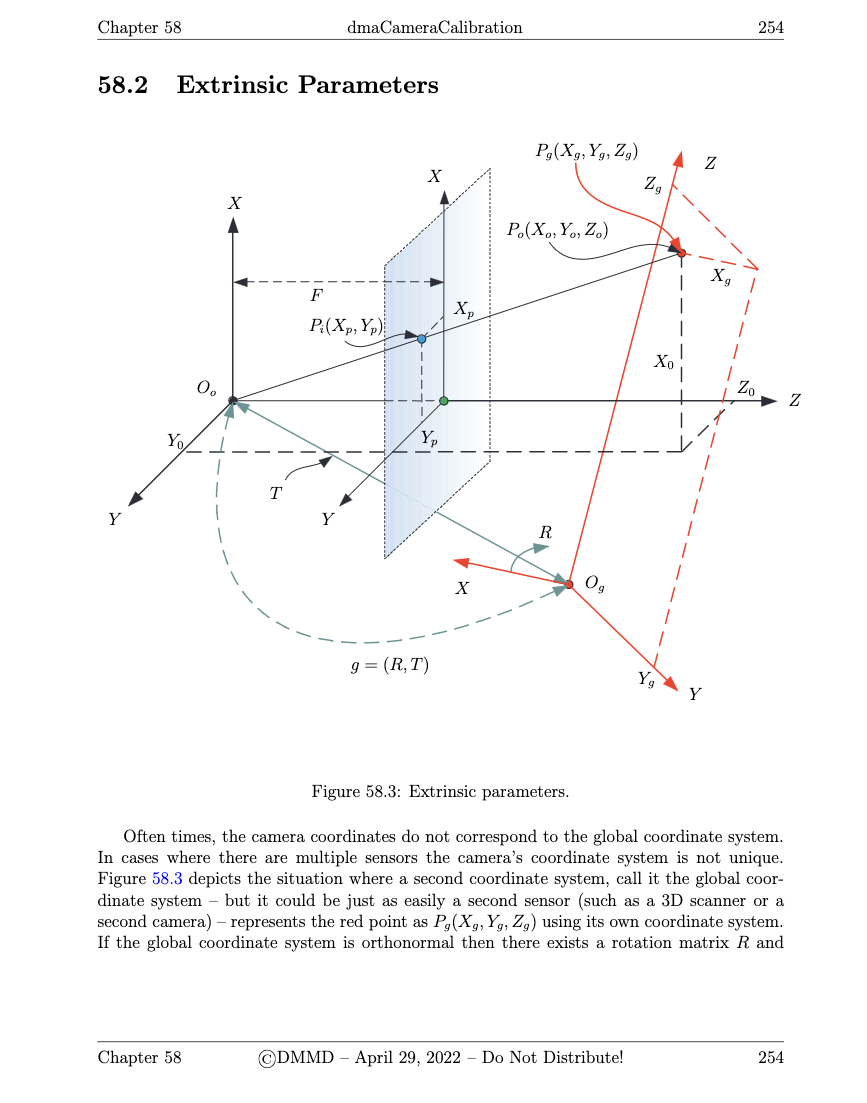 Chapter 58 dmaCameraCalibration 254
58.2 Extrinsic Parameters
P_g(X_g, Y_g, Z_g)
Z
Z_g
X
X
P_o(X_o, Y_o, Z_o)
X_g
F
X_p
P_i(X_p, Y_p)
X_0
O_o
Z_0
Z
Y_0
Y_p
T
Y
Y
R
X
O_g
g = (R, T)
Y_g
Y
Figure 58.3: Extrinsic parameters.
Often times, the camera coordinates do not correspond to the global coordinate system.
In cases where there are multiple sensors the camera's coordinate system is not unique.
Figure 58.3 depicts the situation where a second coordinate system, call it the global coor-
dinate system – but it could be just as easily a second sensor (such as a 3D scanner or a
second camera) – represents the red point as P_g(X_g, Y_g, Z_g) using its own coordinate system.
If the global coordinate system is orthonormal then there exists a rotation matrix R and
Chapter 58 ©DMMD – April 29, 2022 – Do Not Distribute! 254